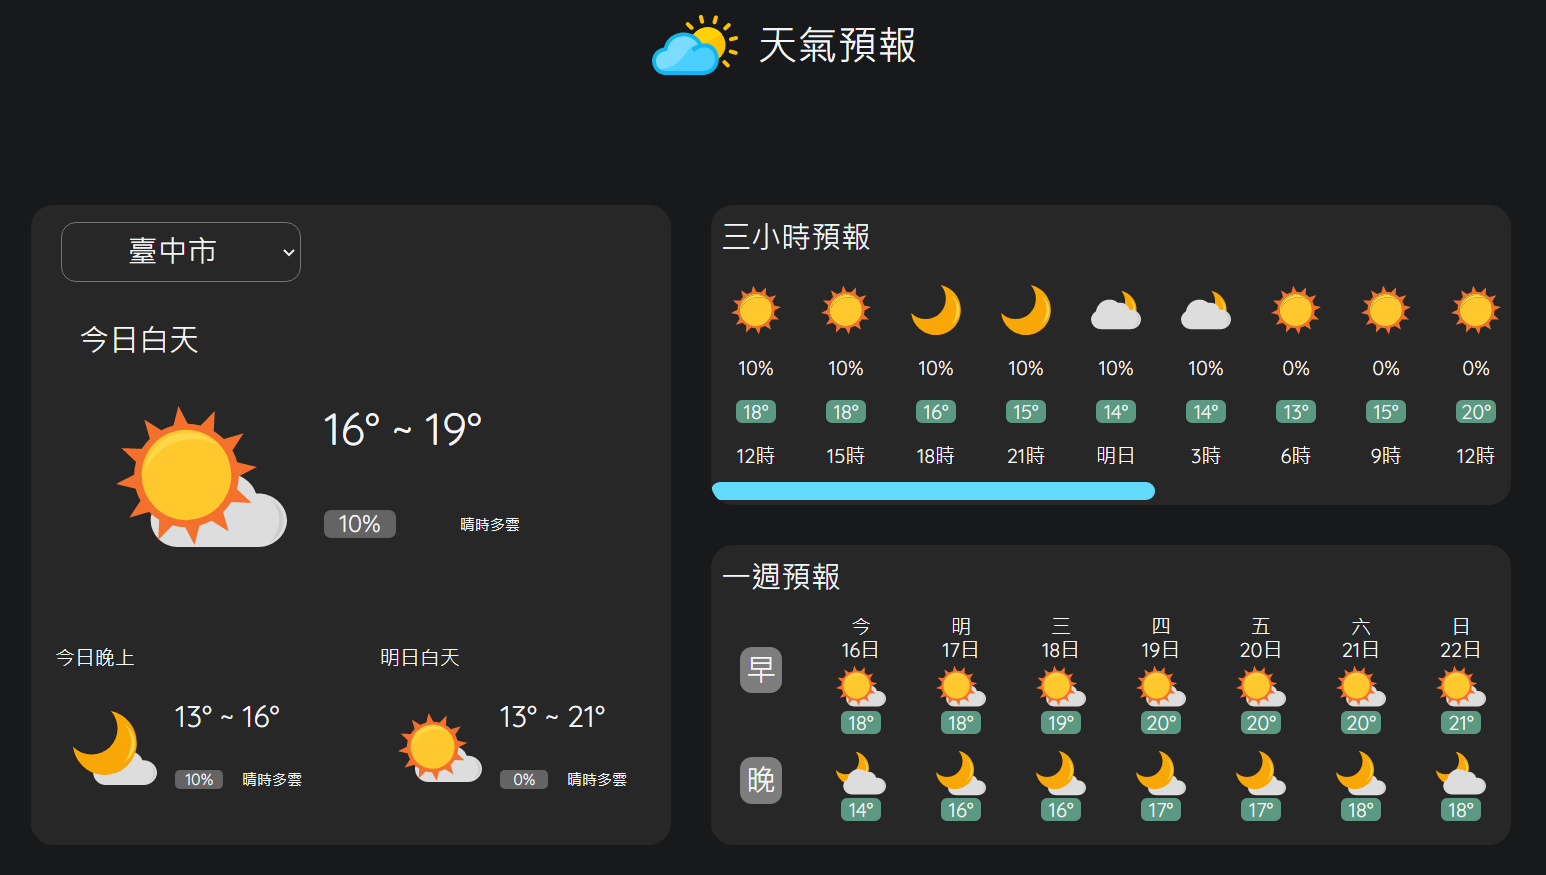 天氣預報
臺中市
今日白天
16° ~ 19°
10% 晴時多雲
今日晚上
13° ~ 16°
10% 晴時多雲
明日白天
13° ~ 21°
0% 晴時多雲
三小時預報
10% 10% 10% 10% 10% 10% 0% 0% 0%
18° 18° 16° 15° 14° 14° 13° 15° 20°
12時 15時 18時 21時 明日 3時 6時 9時 12時
一週預報
今 明 三 四 五 六 日
16日 17日 18日 19日 20日 21日 22日
早
18° 18° 19° 20° 20° 20° 21°
晚
14° 16° 16° 17° 17° 18° 18°